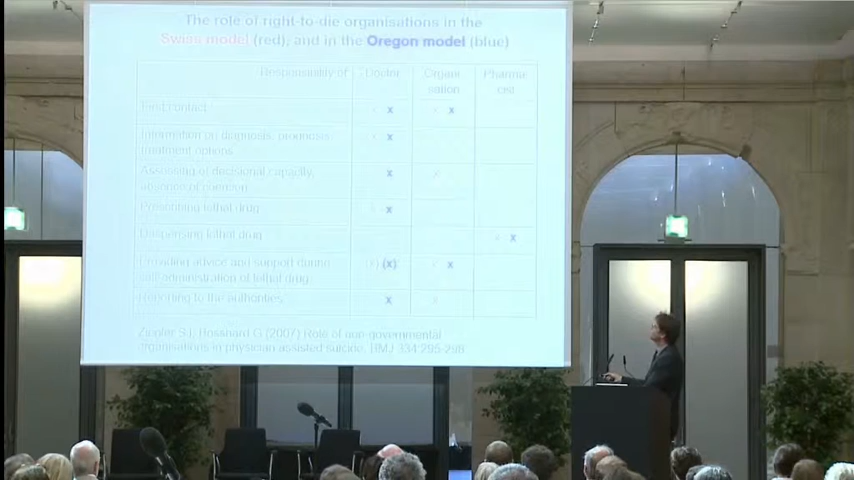 The role of right-to-die organisations in the
Swiss model (red), and in the Oregon model (blue)
Responsibility of Doctor Organi Pharmac
sation ist
First contact x x x x
Information on diagnosis, prognosis, x x
treatment options
Assessing of decisional capacity, x x
absence of coercion
Prescribing lethal drug x x
Dispensing lethal drug x x
Providing advice and support during (x) (x) x x
self-administration of lethal drug
Reporting to the authorities x x
Ziegler SJ, Bosshard G (2007) Role of non-governmental
organisations in physician assisted suicide. BMJ 334:295-298